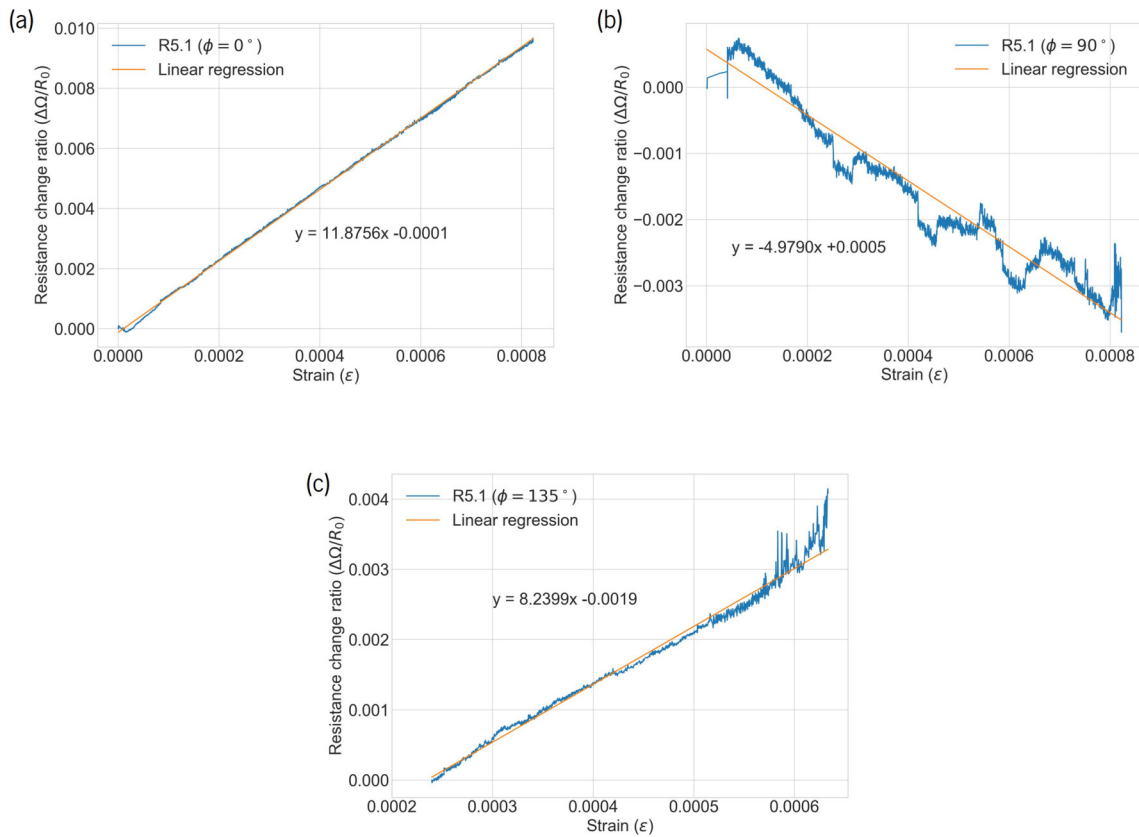 (a)
0.010
0.008
0.006
0.004
0.002
0.000
Resistance change ratio (ΔΩ/R₀)
R5.1 (ϕ = 0°)
Linear regression
y = 11.8756x -0.0001
0.0000 0.0002 0.0004 0.0006 0.0008
Strain (ε)
(b)
0.000
−0.001
−0.002
−0.003
Resistance change ratio (ΔΩ/R₀)
R5.1 (ϕ = 90°)
Linear regression
y = -4.9790x +0.0005
0.0000 0.0002 0.0004 0.0006 0.0008
Strain (ε)
(c)
0.004
0.003
0.002
0.001
0.000
Resistance change ratio (ΔΩ/R₀)
R5.1 (ϕ = 135°)
Linear regression
y = 8.2399x -0.0019
0.0002 0.0003 0.0004 0.0005 0.0006
Strain (ε)